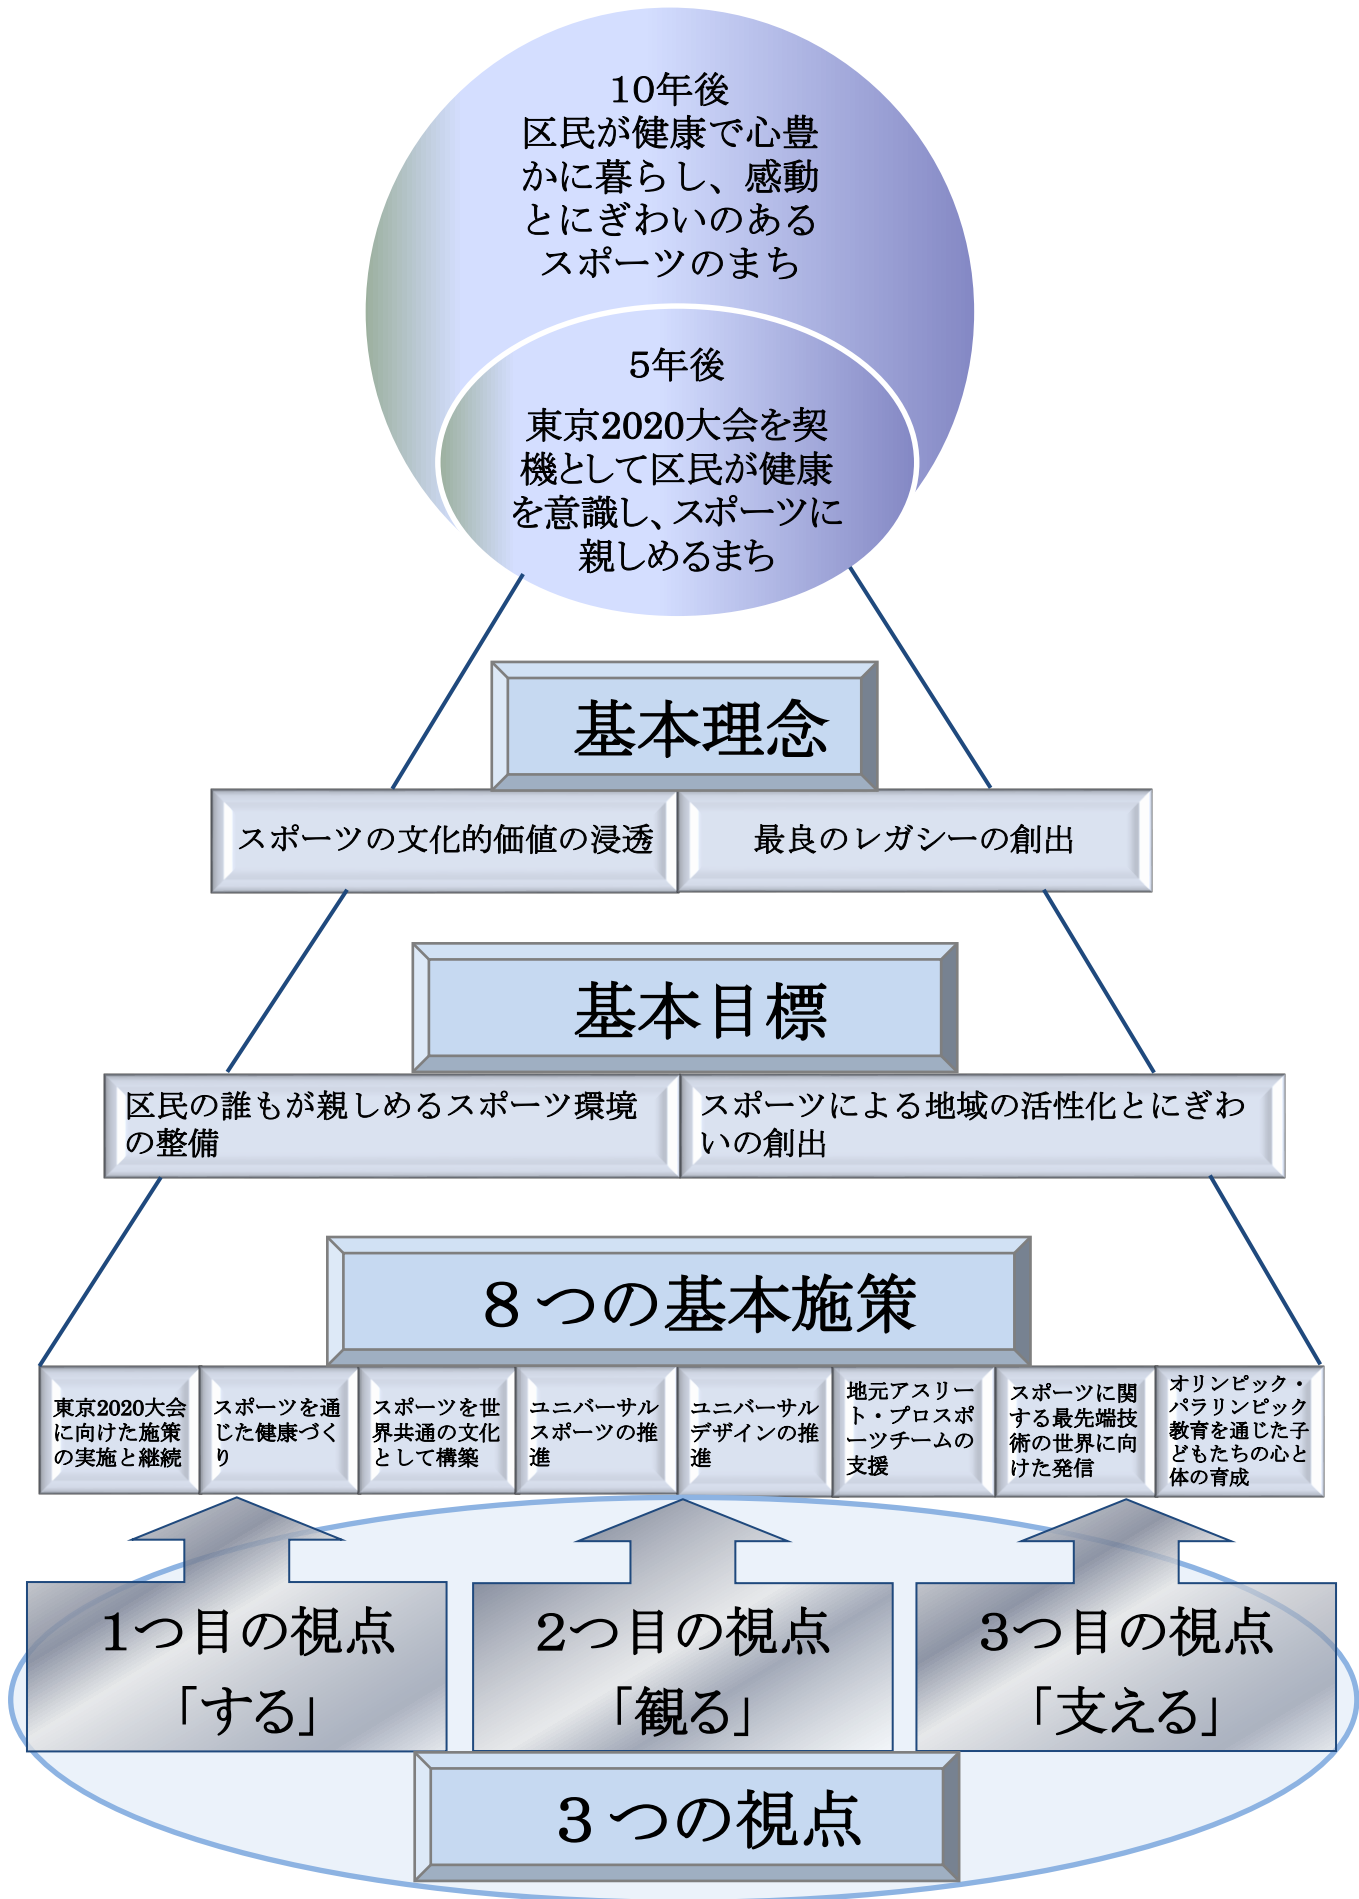 10年後
区民が健康で心豊
かに暮らし、感動
とにぎわいのある
スポーツのまち
5年後
東京2020大会を契
機として区民が健康
を意識し、スポーツに
親しめるまち
基本理念
スポーツの文化的価値の浸透
最良のレガシーの創出
基本目標
区民の誰もが親しめるスポーツ環境
の整備
スポーツによる地域の活性化とにぎわ
いの創出
８つの基本施策
東京2020大会
に向けた施策
の実施と継続
スポーツを通
じた健康づく
り
スポーツを世
界共通の文化
として構築
ユニバーサル
スポーツの推
進
ユニバーサル
デザインの推
進
地元アスリー
ト・プロスポ
ーツチームの
支援
スポーツに関
する最先端技
術の世界に向
けた発信
オリンピック・
パラリンピック
教育を通じた子
どもたちの心と
体の育成
1つ目の視点
「する」
2つ目の視点
「観る」
3つ目の視点
「支える」
３つの視点